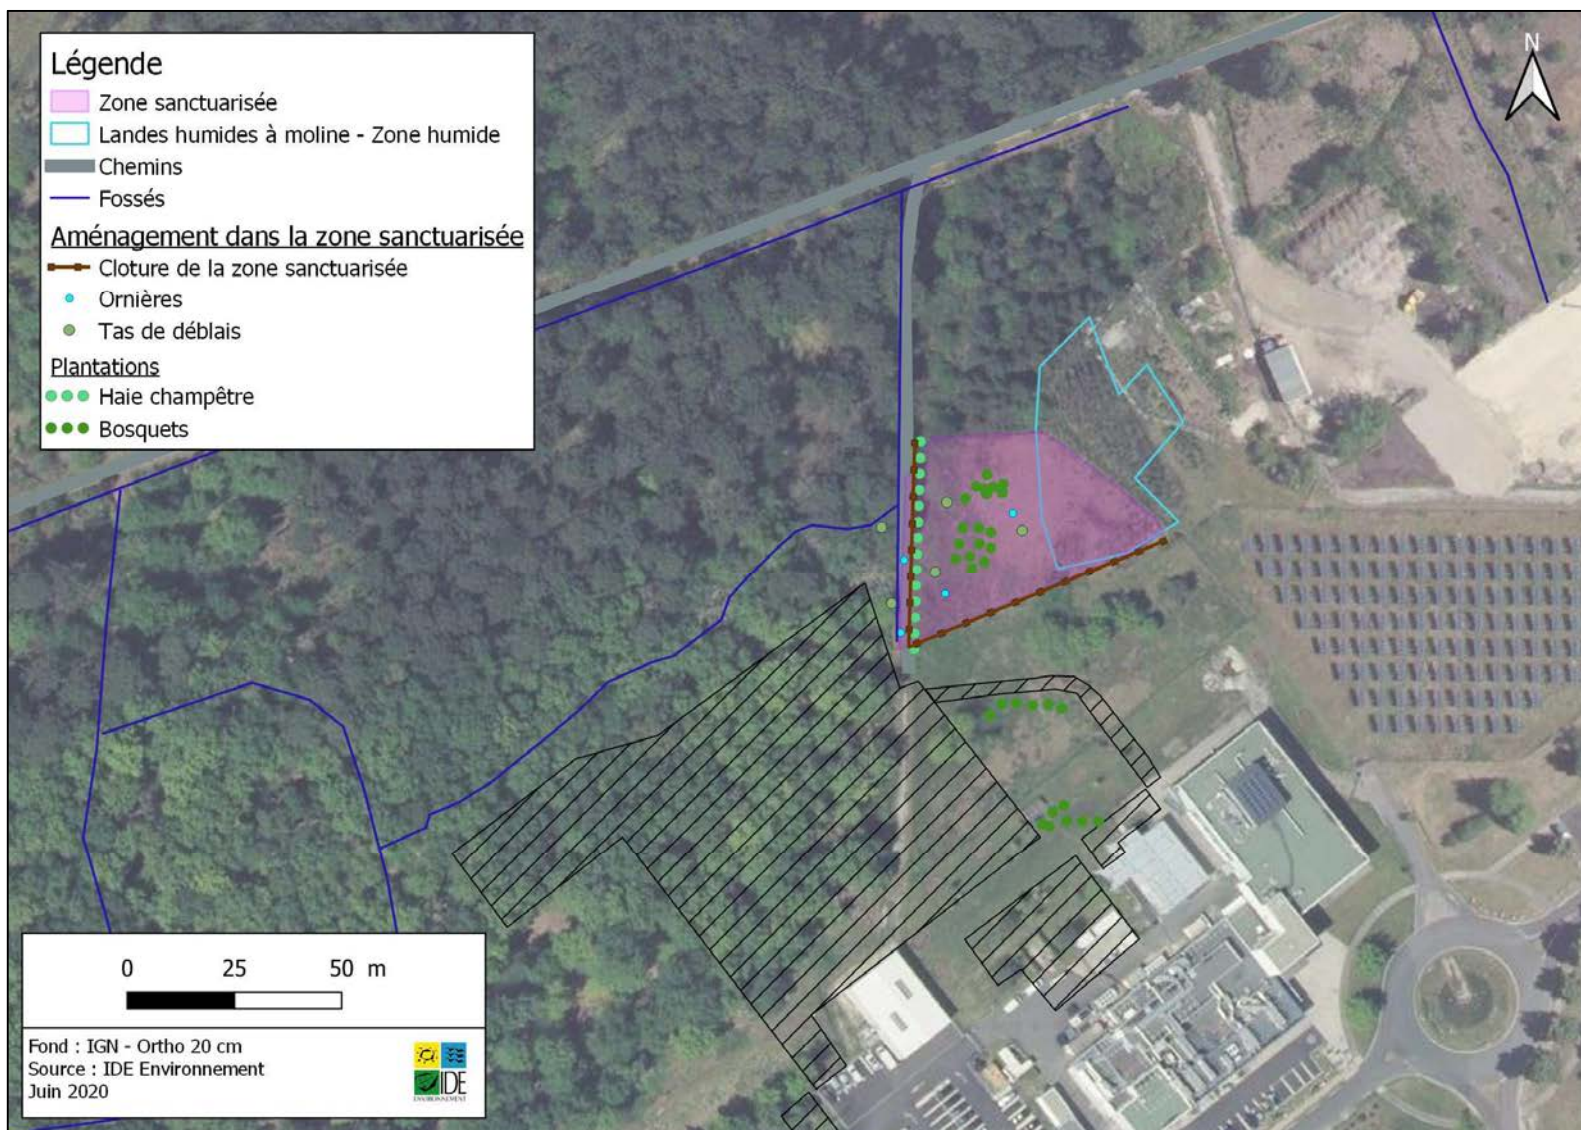 Légende
Zone sanctuarisée
Landes humides à moline - Zone humide
Chemins
Fossés
Aménagement dans la zone sanctuarisée
Cloture de la zone sanctuarisée
Ornières
Tas de déblais
Plantations
Haie champêtre
Bosquets
N
0 25 50 m
Fond : IGN - Ortho 20 cm
Source : IDE Environnement
Juin 2020
IDE
ENVIRONNEMENT